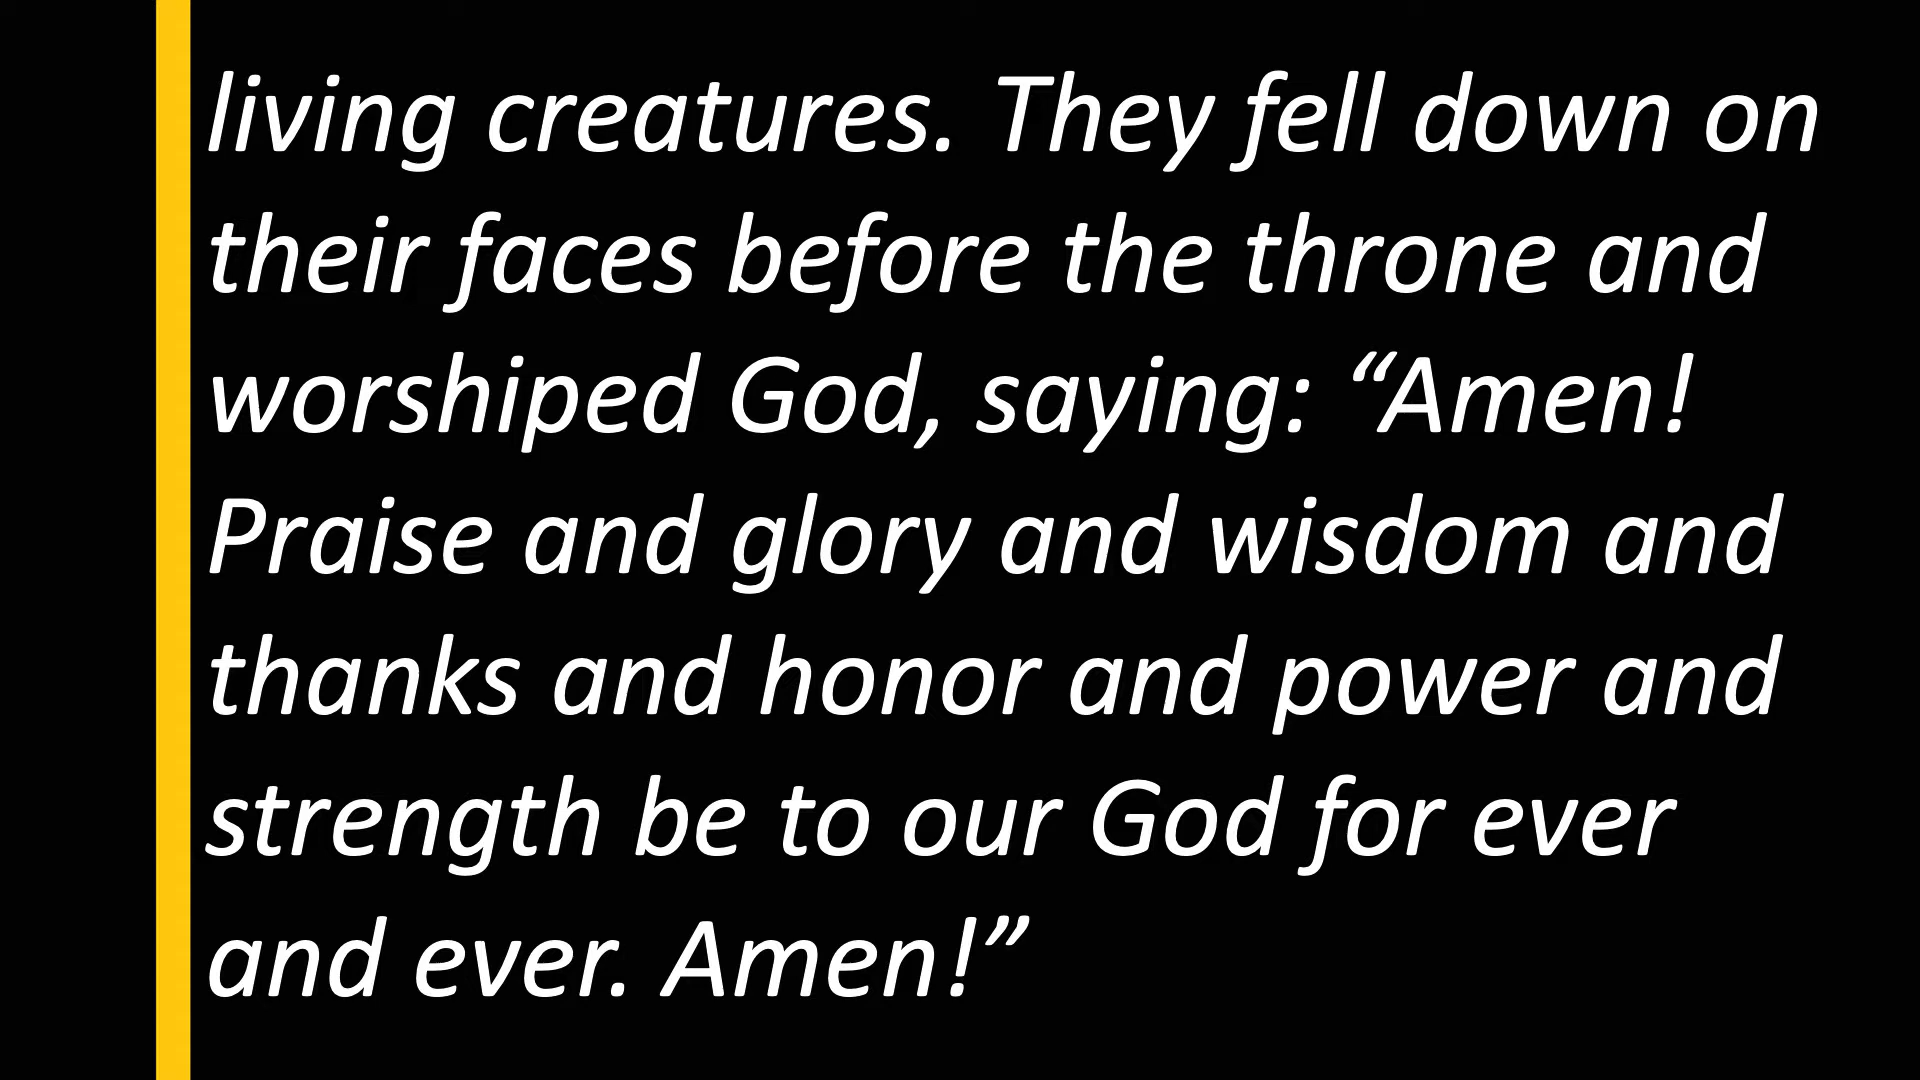 living creatures. They fell down on
their faces before the throne and
worshiped God, saying: “Amen!
Praise and glory and wisdom and
thanks and honor and power and
strength be to our God for ever
and ever. Amen!”